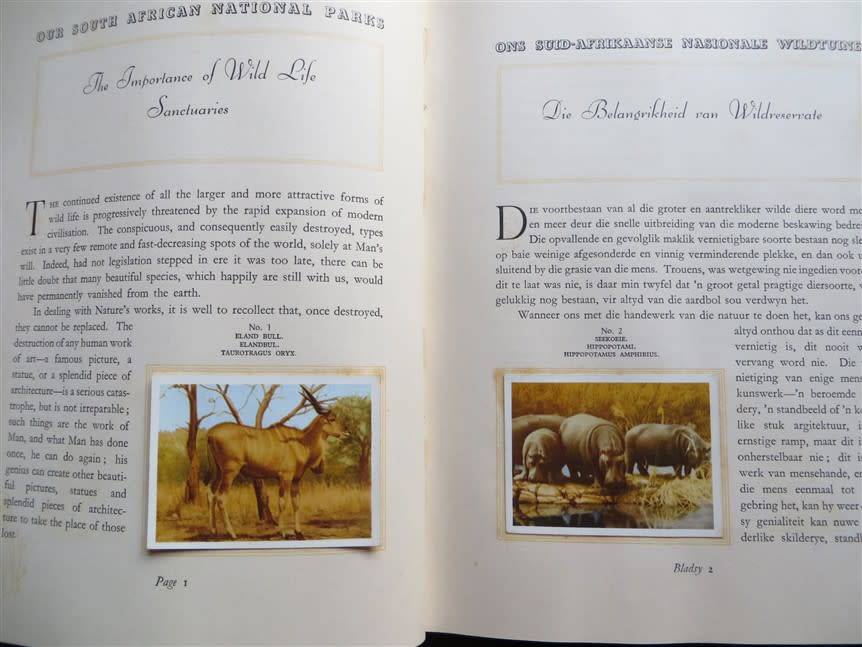 OUR SOUTH AFRICAN NATIONAL PARKS
The Importance of Wild Life
Sanctuaries
THE continued existence of all the larger and more attractive forms of
wild life is progressively threatened by the rapid expansion of modern
civilisation. The conspicuous, and consequently easily destroyed, types
exist in a very few remote and fast-decreasing spots of the world, solely at Man's
will. Indeed, had not legislation stepped in ere it was too late, there can be
little doubt that many beautiful species, which happily are still with us, would
have permanently vanished from the earth.
In dealing with Nature's works, it is well to recollect that, once destroyed,
they cannot be replaced. The
destruction of any human work
of art—a famous picture, a
statue, or a splendid piece of
architecture—is a serious catas-
trophe, but is not irreparable;
such things are the work of
Man, and what Man has done
once, he can do again; his
genius can create other beauti-
ful pictures, statues and
splendid pieces of architec-
ture to take the place of those
lost.
No. 1
ELAND BULL.
ELANDBUL.
TAUROTRAGUS ORYX.
Page 1
ONS SUID-AFRIKAANSE NASIONALE WILDTUINE
Die Belangrikheid van Wildreservate
DIE voortbestaan van al die groter en aantrekliker wilde diere word
en meer deur die snelle uitbreiding van die moderne beskawing
Die opvallende en gevolglik maklik vernietigbare soorte bestaan nog
op baie weinige afgesonderde en vinnig verminderende plekke, en dan ook
sluitend by die grasie van die mens. Trouens, was wetgewing nie ingedien
dit te laat was nie, is daar min twyfel dat 'n groot getal pragtige diersoorte,
gelukkig nog bestaan, vir altyd van die aardbol sou verdwyn het.
Wanneer ons met die handewerk van die natuur te doen het, kan ons
altyd onthou dat as dit
vernietig is, dit nooit
vervang word nie. Die
nietiging van enige
kunswerk—'n beroemde
dery, 'n standbeeld of 'n
like stuk argitektuur,
ernstige ramp, maar dit
onherstelbaar nie; dit
werk van mensehande,
die mens eenmaal tot
gebring het, kan hy
sy genialiteit kan nuwe
derlike skilderye,
No. 2
SEEKOEIE.
HIPPOPOTAMI.
HIPPOPOTAMUS AMPHIBIUS.
Bladsy 2